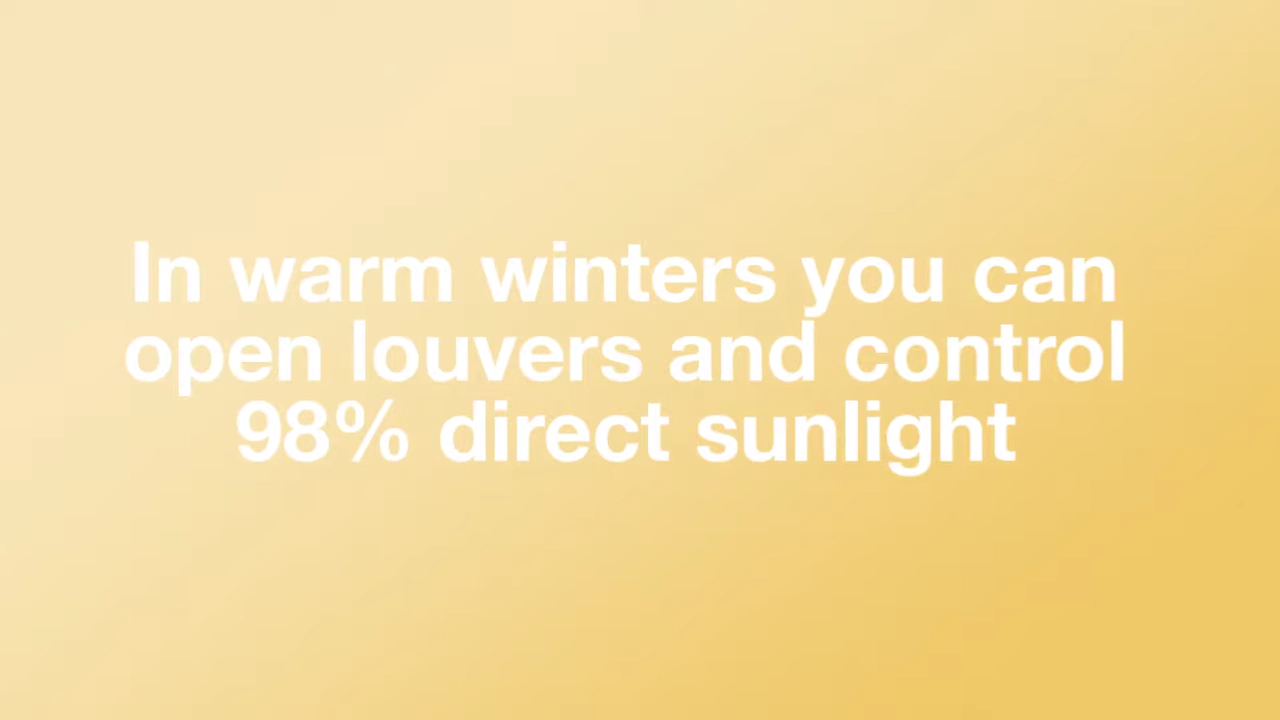 In warm winters you can
open louvers and control
98% direct sunlight